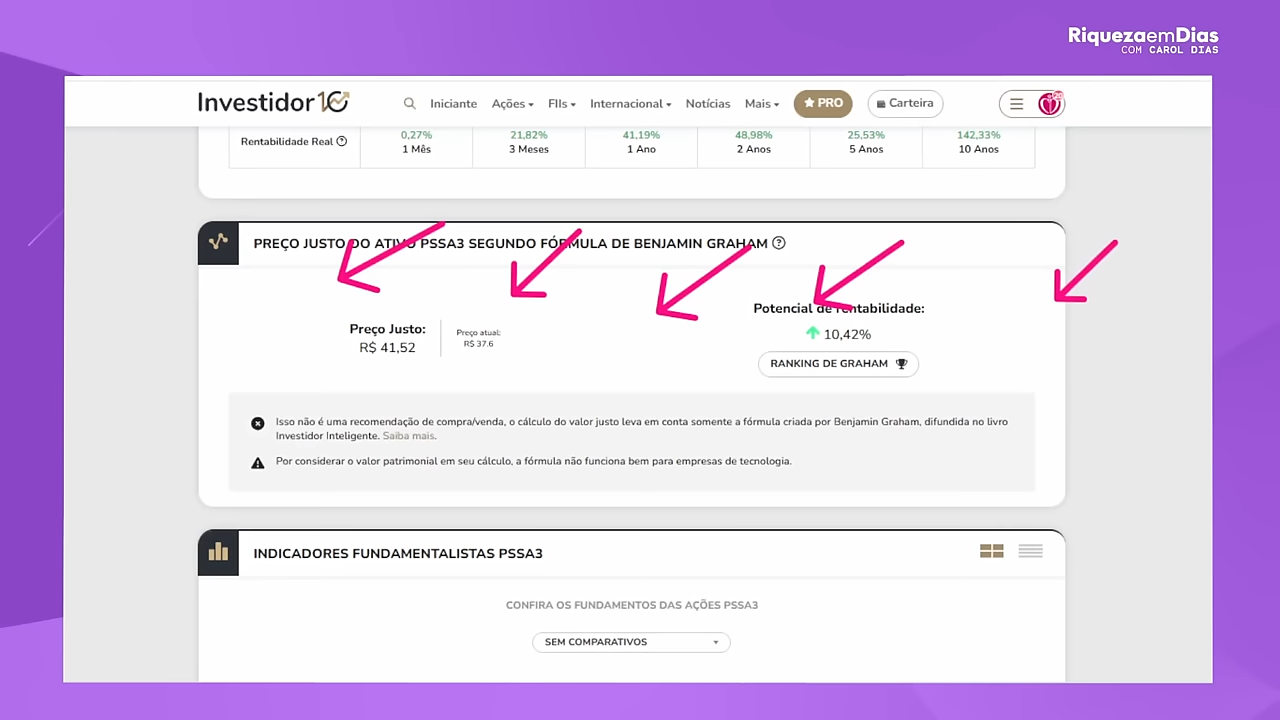 RiquezaemDias
COM CAROL DIAS
Investidor10
Iniciante Ações FIIs Internacional Notícias Mais PRO Carteira
Rentabilidade Real
0,27% 21,82% 41,19% 48,98% 25,53% 142,33%
1 Mês 3 Meses 1 Ano 2 Anos 5 Anos 10 Anos
PREÇO JUSTO DO ATIVO PSSA3 SEGUNDO FÓRMULA DE BENJAMIN GRAHAM ?
Preço Justo:
R$ 41,52
Preço atual:
R$ 37.6
Potencial de rentabilidade:
10,42%
RANKING DE GRAHAM
Isso não é uma recomendação de compra/venda, o cálculo do valor justo leva em conta somente a fórmula criada por Benjamin Graham, difundida no livro
Investidor Inteligente. Saiba mais.
Por considerar o valor patrimonial em seu cálculo, a fórmula não funciona bem para empresas de tecnologia.
INDICADORES FUNDAMENTALISTAS PSSA3
CONFIRA OS FUNDAMENTOS DAS AÇÕES PSSA3
SEM COMPARATIVOS